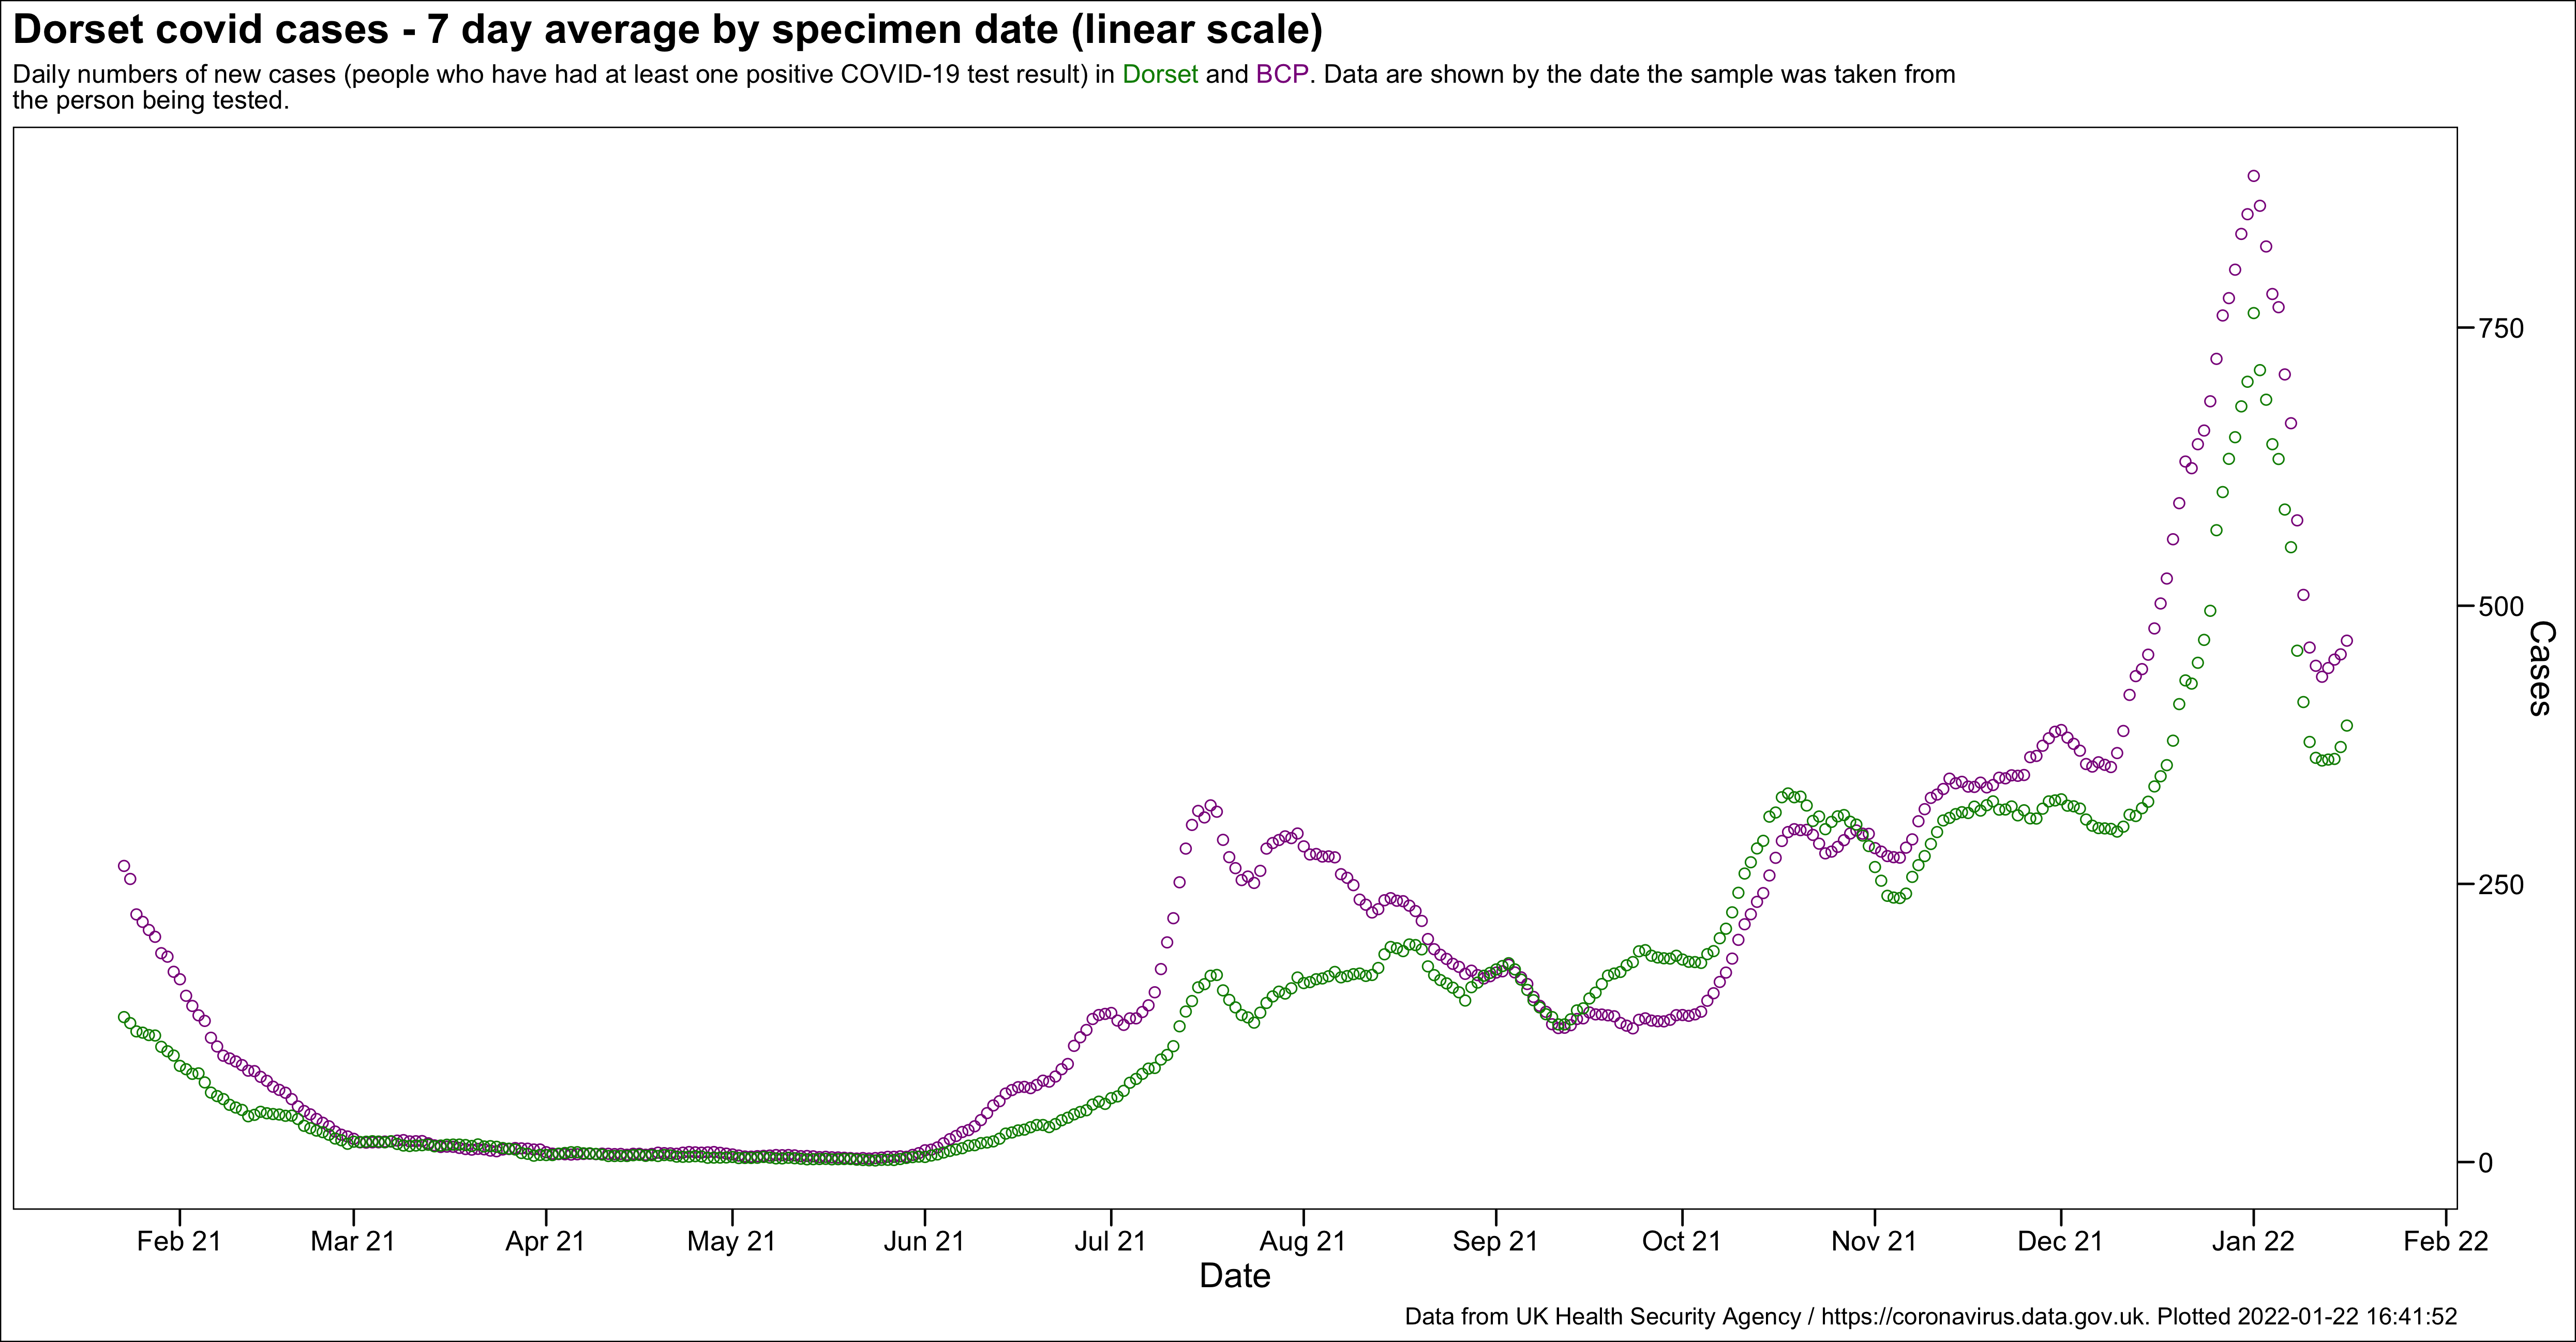 Dorset covid cases - 7 day average by specimen date (linear scale)
Daily numbers of new cases (people who have had at least one positive COVID-19 test result) in Dorset and BCP. Data are shown by the date the sample was taken from
the person being tested.
750
500
250
0
Cases
Feb 21 Mar 21 Apr 21 May 21 Jun 21 Jul 21 Aug 21 Sep 21 Oct 21 Nov 21 Dec 21 Jan 22 Feb 22
Date
Data from UK Health Security Agency / https://coronavirus.data.gov.uk. Plotted 2022-01-22 16:41:52